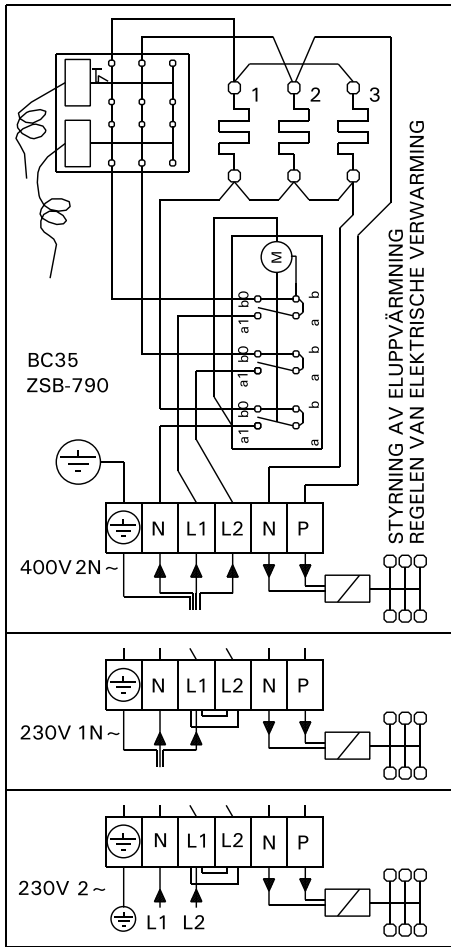 1 2 3
M
b0 b
a1 a
b0 b
a1 a
b0 b
a1 a
BC35
ZSB-790
STYRNING AV ELUPPVÄRMNING
REGELEN VAN ELEKTRISCHE VERWARMING
N L1 L2 N P
400V 2N~
N L1 L2 N P
230V 1N~
N L1 L2 N P
230V 2~
L1 L2